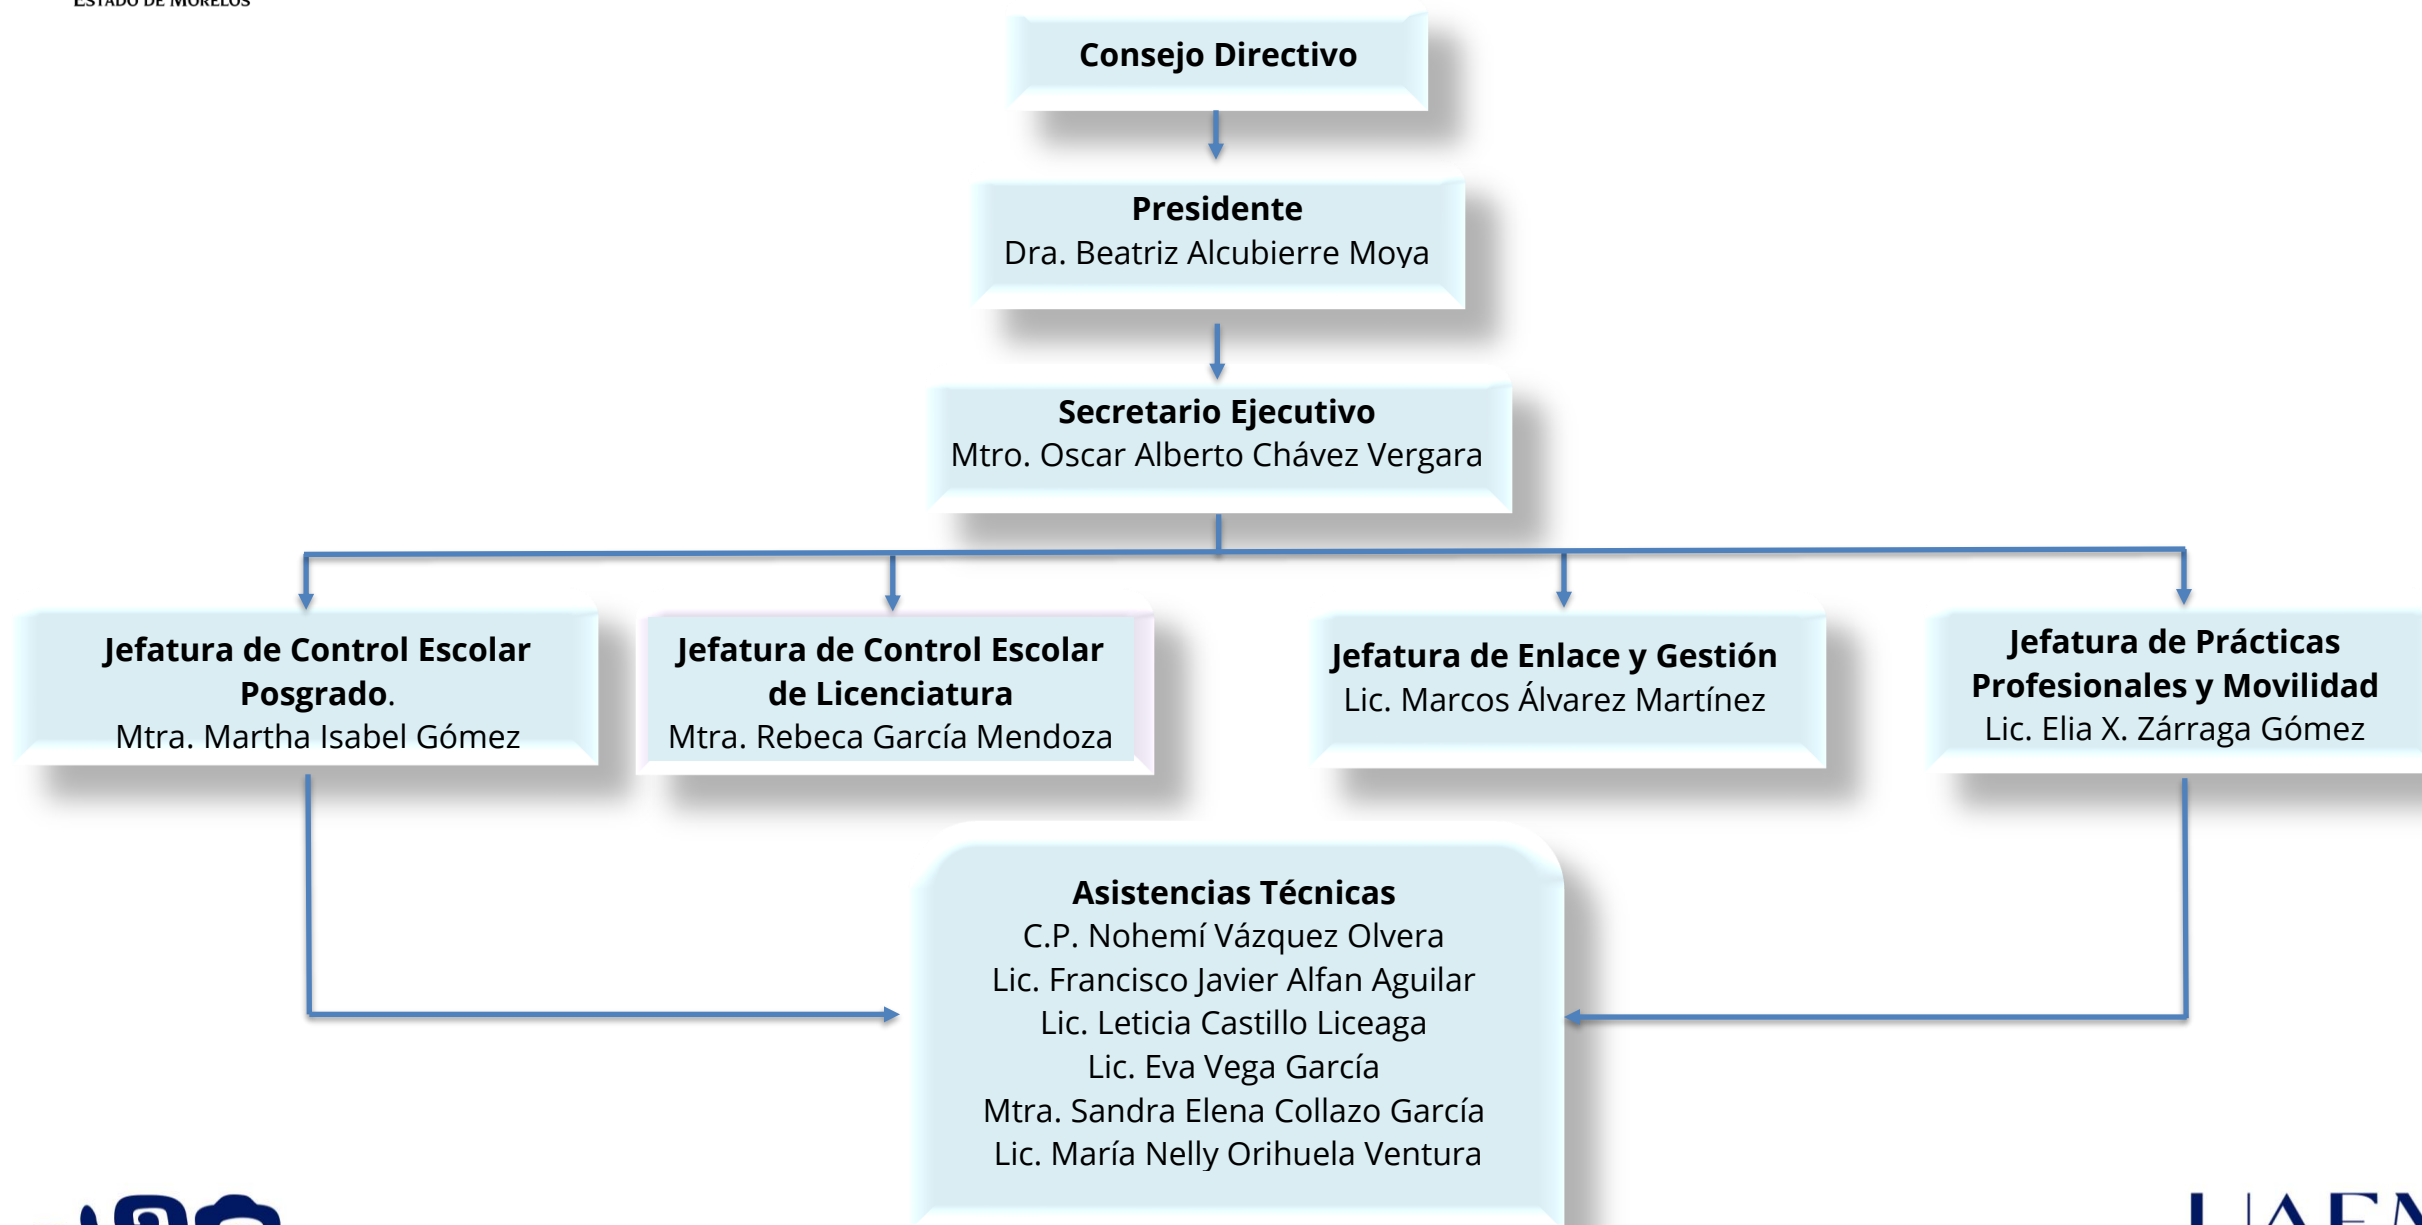 ESTADO DE MORELOS
Consejo Directivo
Presidente
Dra. Beatriz Alcubierre Moya
Secretario Ejecutivo
Mtro. Oscar Alberto Chávez Vergara
Jefatura de Control Escolar
Posgrado.
Mtra. Martha Isabel Gómez
Jefatura de Control Escolar
de Licenciatura
Mtra. Rebeca García Mendoza
Jefatura de Enlace y Gestión
Lic. Marcos Álvarez Martínez
Jefatura de Prácticas
Profesionales y Movilidad
Lic. Elia X. Zárraga Gómez
Asistencias Técnicas
C.P. Nohemí Vázquez Olvera
Lic. Francisco Javier Alfan Aguilar
Lic. Leticia Castillo Liceaga
Lic. Eva Vega García
Mtra. Sandra Elena Collazo García
Lic. María Nelly Orihuela Ventura